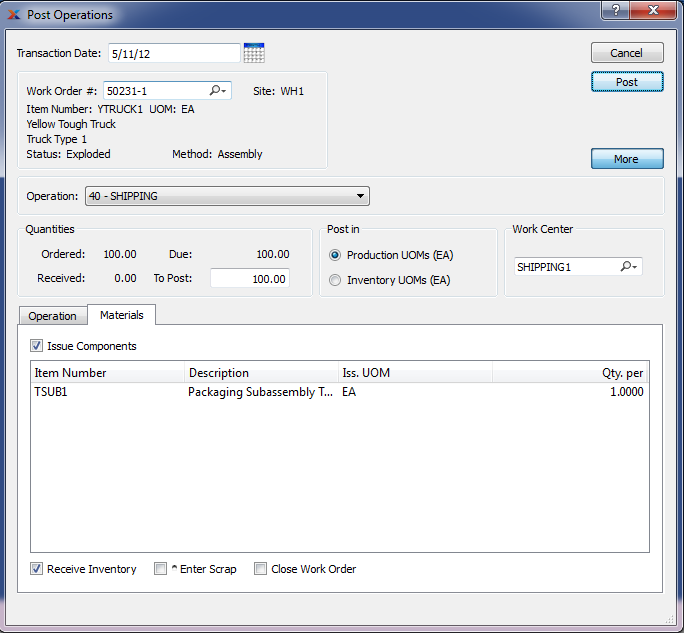 Post Operations
Transaction Date: 5/11/12
Cancel
Post
More
Work Order #: 50231-1 Site: WH1
Item Number: YTRUCK1 UOM: EA
Yellow Tough Truck
Truck Type 1
Status: Exploded Method: Assembly
Operation: 40 - SHIPPING
Quantities
Ordered: 100.00 Due: 100.00
Received: 0.00 To Post: 100.00
Post in
Production UOMs (EA)
Inventory UOMs (EA)
Work Center
SHIPPING1
Operation Materials
Issue Components
Item Number Description Iss. UOM Qty. per
TSUB1 Packaging Subassembly T... EA 1.0000
Receive Inventory * Enter Scrap Close Work Order